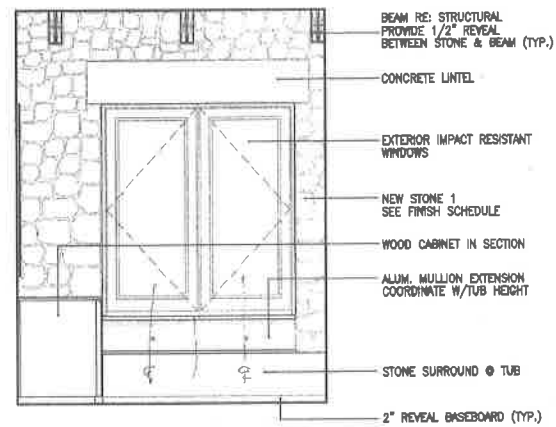 BEAM RE: STRUCTURAL
PROVIDE 1/2" REVEAL
BETWEEN STONE & BEAM (TYP.)
CONCRETE LINTEL
EXTERIOR IMPACT RESISTANT
WINDOWS
NEW STONE 1
SEE FINISH SCHEDULE
WOOD CABINET IN SECTION
ALUM. MULLION EXTENSION
COORDINATE W/TUB HEIGHT
STONE SURROUND @ TUB
2" REVEAL BASEBOARD (TYP.)